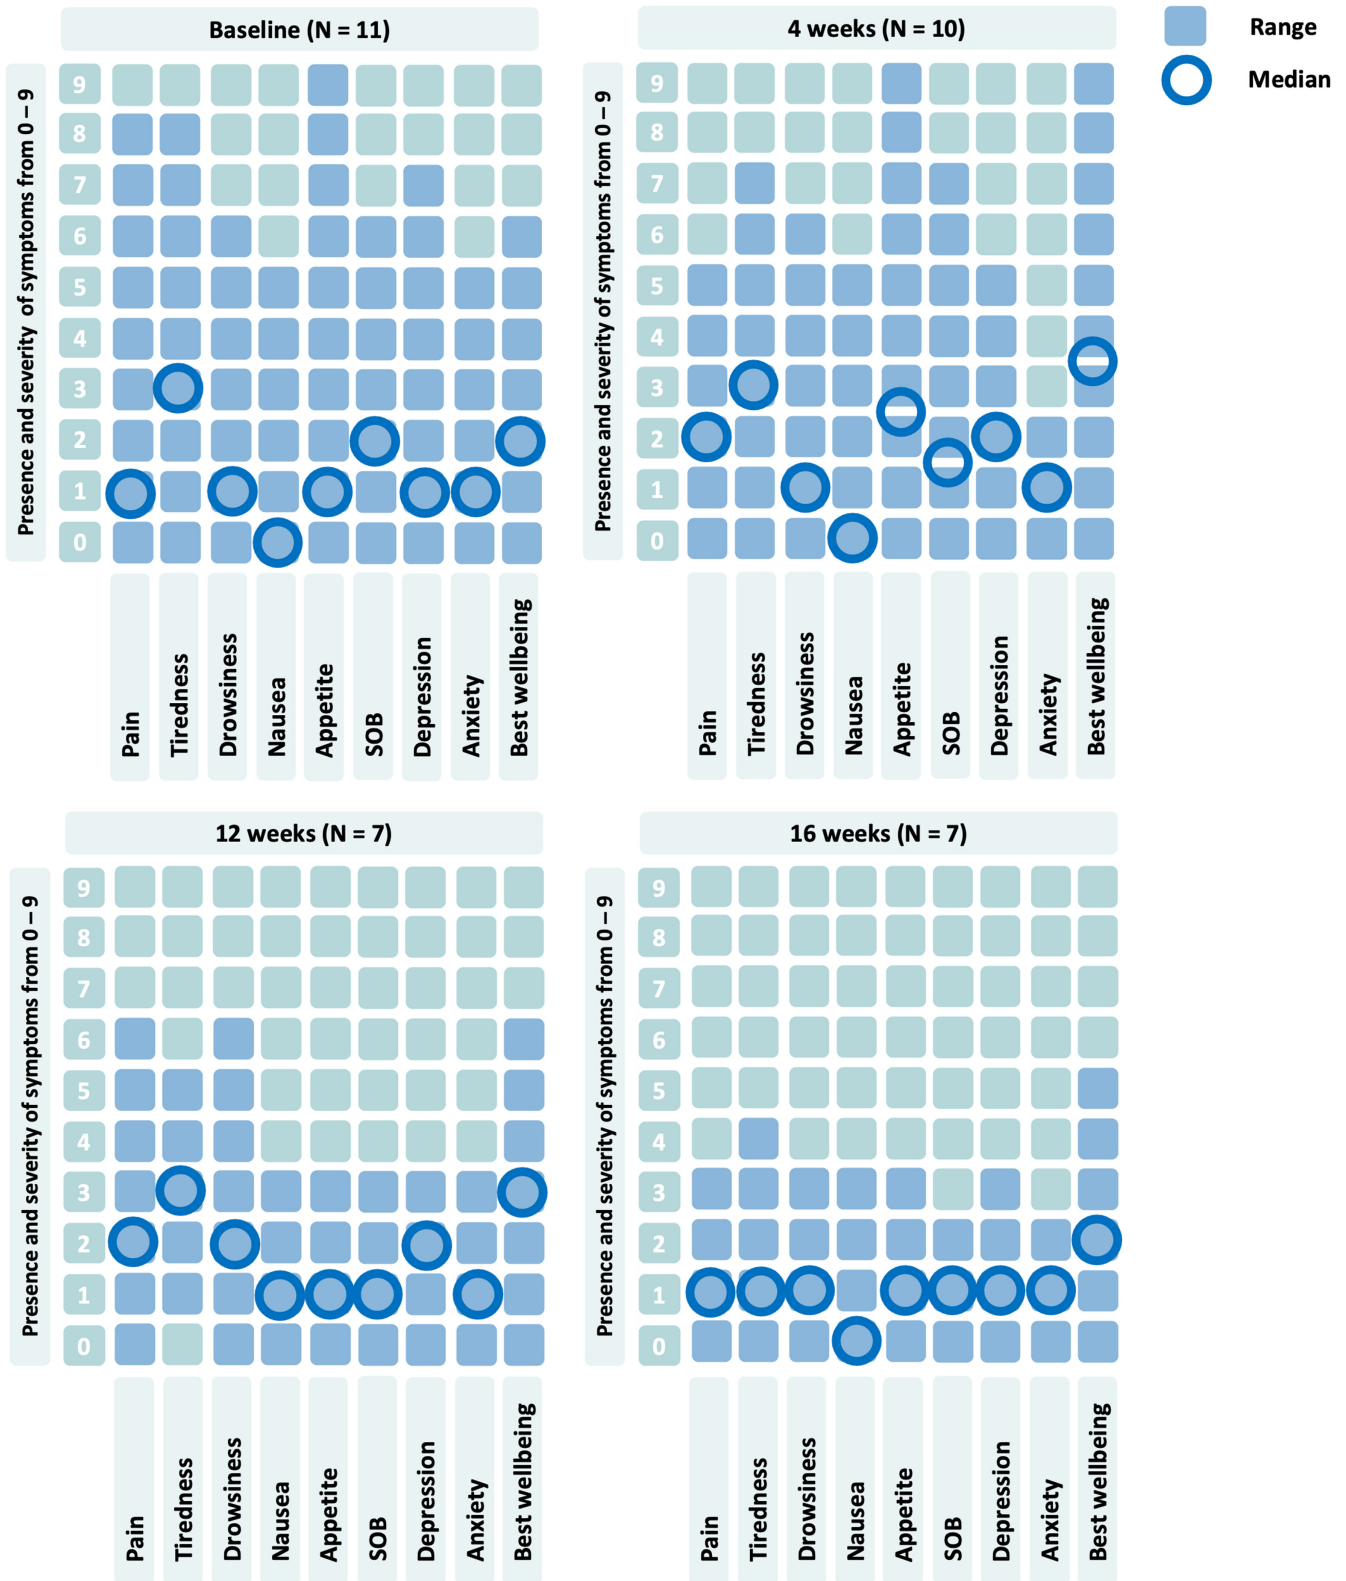 Baseline (N = 11)
Presence and severity of symptoms from 0 – 9
9
8
7
6
5
4
3
2
1
0
Pain
Tiredness
Drowsiness
Nausea
Appetite
SOB
Depression
Anxiety
Best wellbeing
4 weeks (N = 10)
Presence and severity of symptoms from 0 – 9
9
8
7
6
5
4
3
2
1
0
Pain
Tiredness
Drowsiness
Nausea
Appetite
SOB
Depression
Anxiety
Best wellbeing
Range
Median
12 weeks (N = 7)
Presence and severity of symptoms from 0 – 9
9
8
7
6
5
4
3
2
1
0
Pain
Tiredness
Drowsiness
Nausea
Appetite
SOB
Depression
Anxiety
Best wellbeing
16 weeks (N = 7)
Presence and severity of symptoms from 0 – 9
9
8
7
6
5
4
3
2
1
0
Pain
Tiredness
Drowsiness
Nausea
Appetite
SOB
Depression
Anxiety
Best wellbeing